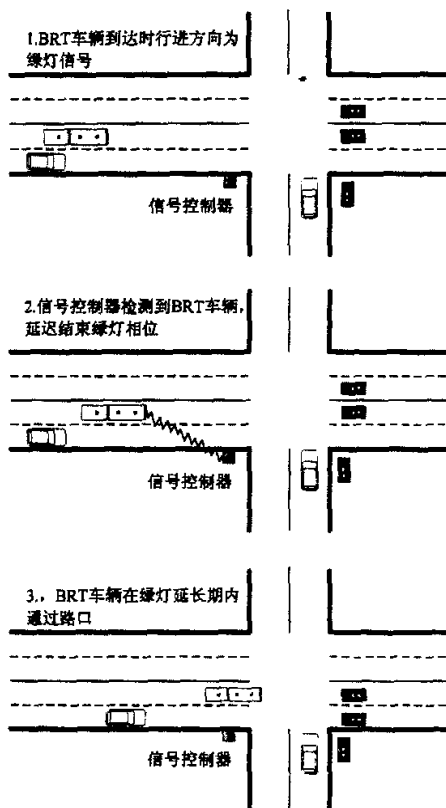 1.BRT车辆到达时行进方向为
绿灯信号
信号控制器
2.信号控制器检测到BRT车辆，
延迟结束绿灯相位
信号控制器
3.，BRT车辆在绿灯延长期内
通过路口
信号控制器